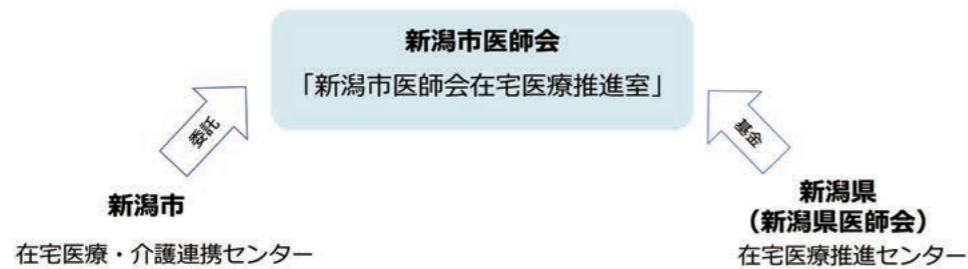 新潟市医師会
「新潟市医師会在宅医療推進室」
委託
基金
新潟市
在宅医療・介護連携センター
新潟県
（新潟県医師会）
在宅医療推進センター